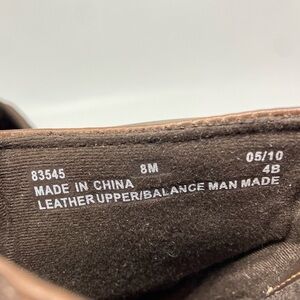 83545 8M 05/10
MADE IN CHINA 4B
LEATHER UPPER/BALANCE MAN MADE